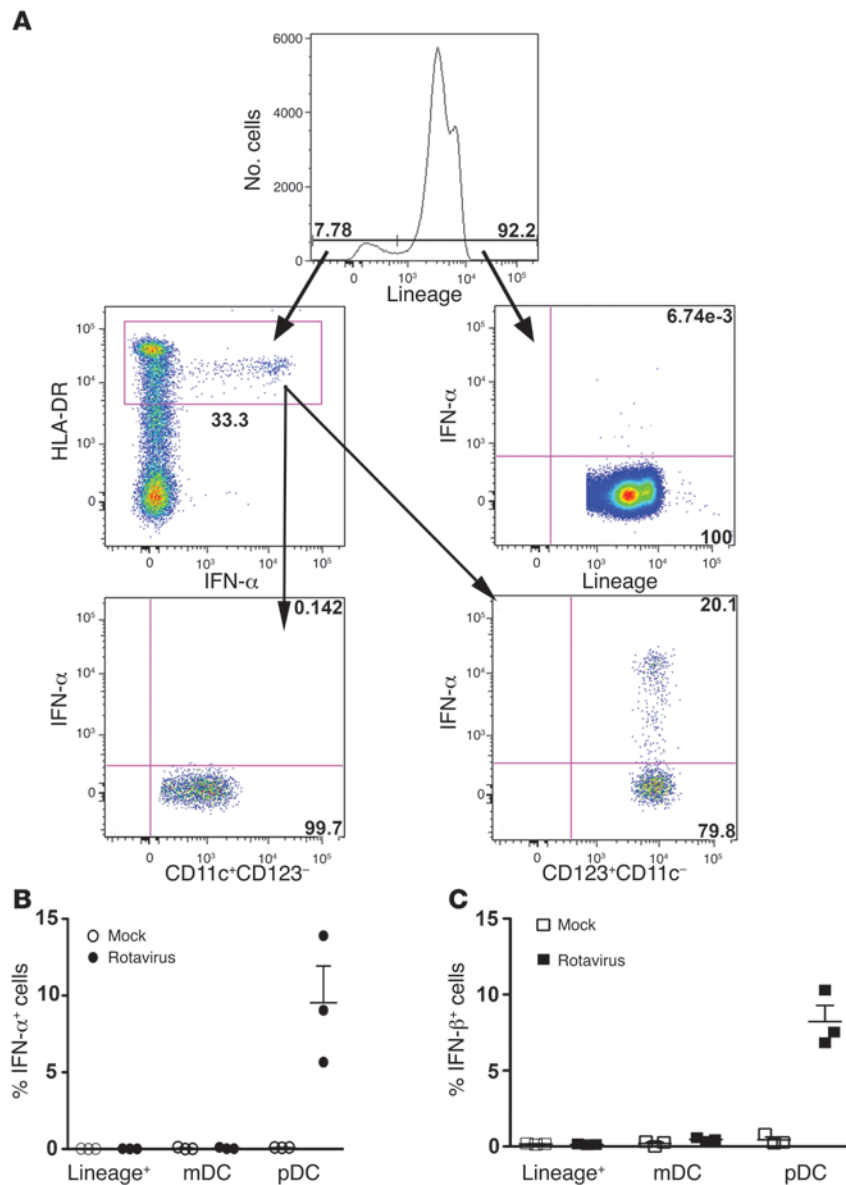 A
6000
4000
2000
0
No. cells
7.78
92.2
0
10³
10⁴
10⁵
Lineage
10⁵
10⁴
10³
0
HLA-DR
33.3
0
10³
10⁴
10⁵
IFN-α
6.74e-3
10⁵
10⁴
10³
0
IFN-α
100
0
10³
10⁴
10⁵
Lineage
0.142
10⁵
10⁴
10³
0
IFN-α
99.7
0
10³
10⁴
10⁵
CD11c⁺CD123⁻
20.1
10⁵
10⁴
10³
0
IFN-α
79.8
0
10³
10⁴
10⁵
CD123⁺CD11c⁻
B
15
10
5
0
% IFN-α⁺ cells
Mock
Rotavirus
Lineage⁺ mDC pDC
C
15
10
5
0
% IFN-β⁺ cells
Mock
Rotavirus
Lineage⁺ mDC pDC